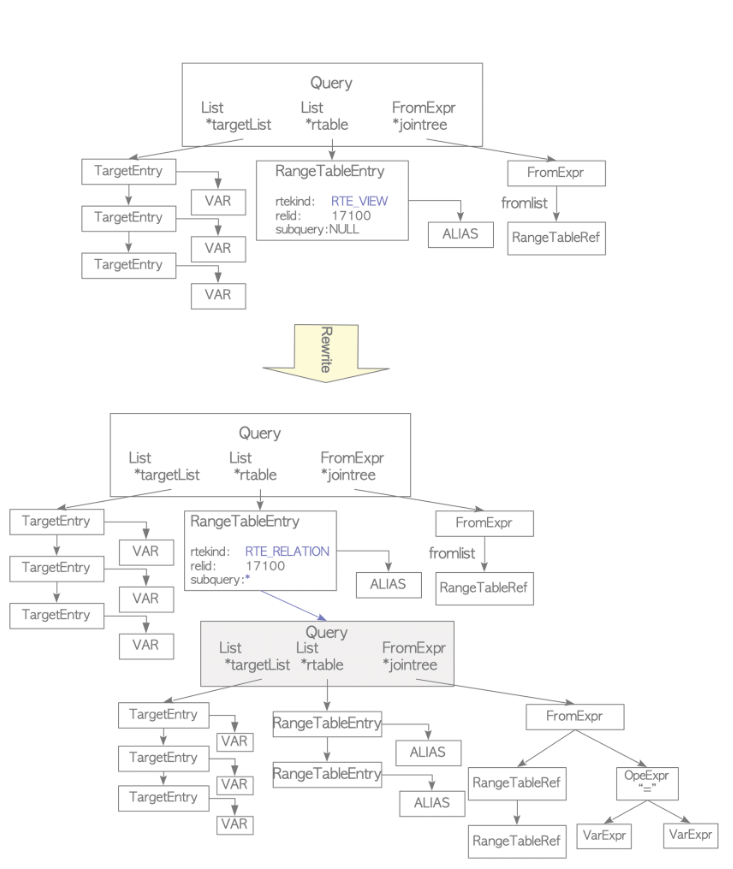 Query
List List FromExpr
*targetList *rtable *jointree
TargetEntry
VAR
TargetEntry
VAR
TargetEntry
VAR
RangeTableEntry
rtekind: RTE_VIEW
relid: 17100
subquery:NULL
ALIAS
FromExpr
fromlist
RangeTableRef
Rewrite
Query
List List FromExpr
*targetList *rtable *jointree
TargetEntry
VAR
TargetEntry
VAR
TargetEntry
VAR
RangeTableEntry
rtekind: RTE_RELATION
relid: 17100
subquery:*
ALIAS
FromExpr
fromlist
RangeTableRef
Query
List List FromExpr
*targetList *rtable *jointree
TargetEntry
VAR
TargetEntry
VAR
TargetEntry
VAR
RangeTableEntry
ALIAS
RangeTableEntry
ALIAS
FromExpr
RangeTableRef
RangeTableRef
OpeExpr
"="
VarExpr
VarExpr